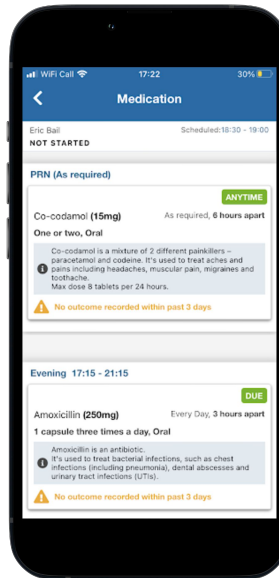 WiFi Call 17:22 30%
Medication
Eric Bail Scheduled:18:30 - 19:00
NOT STARTED
PRN (As required)
ANYTIME
Co-codamol (15mg) As required, 6 hours apart
One or two, Oral
Co-codamol is a mixture of 2 different painkillers –
paracetamol and codeine. It's used to treat aches and
pains including headaches, muscular pain, migraines and
toothache.
Max dose 8 tablets per 24 hours.
No outcome recorded within past 3 days
Evening 17:15 - 21:15
DUE
Amoxicillin (250mg) Every Day, 3 hours apart
1 capsule three times a day, Oral
Amoxicillin is an antibiotic.
It's used to treat bacterial infections, such as chest
infections (including pneumonia), dental abscesses and
urinary tract infections (UTIs).
No outcome recorded within past 3 days